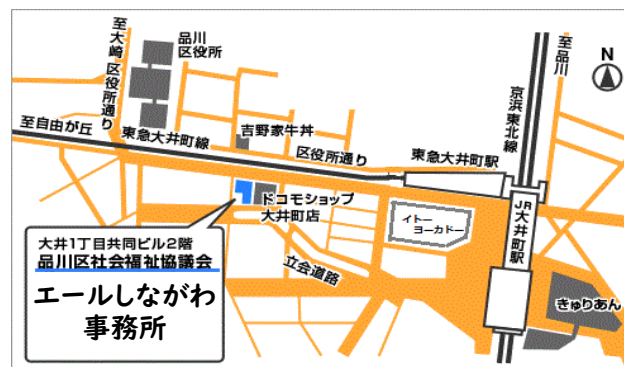 至大崎
区役所通り
品川
区役所
至品川
N
京浜東北線
吉野家牛丼
至自由が丘
東急大井町線
区役所通り
東急大井町駅
ドコモショップ
大井町店
イトー
ヨーカドー
JR大井町駅
立会道路
きゅりあん
大井1丁目共同ビル2階
品川区社会福祉協議会
エールしながわ
事務所